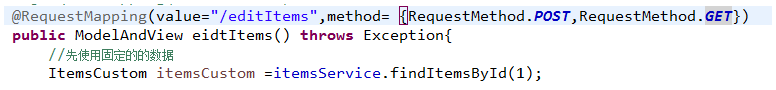 @RequestMapping(value="/editItems",method= {RequestMethod.POST,RequestMethod.GET})
public ModelAndView eidtItems() throws Exception{
//先使用固定的的数据
ItemsCustom itemsCustom =itemsService.findItemsById(1);